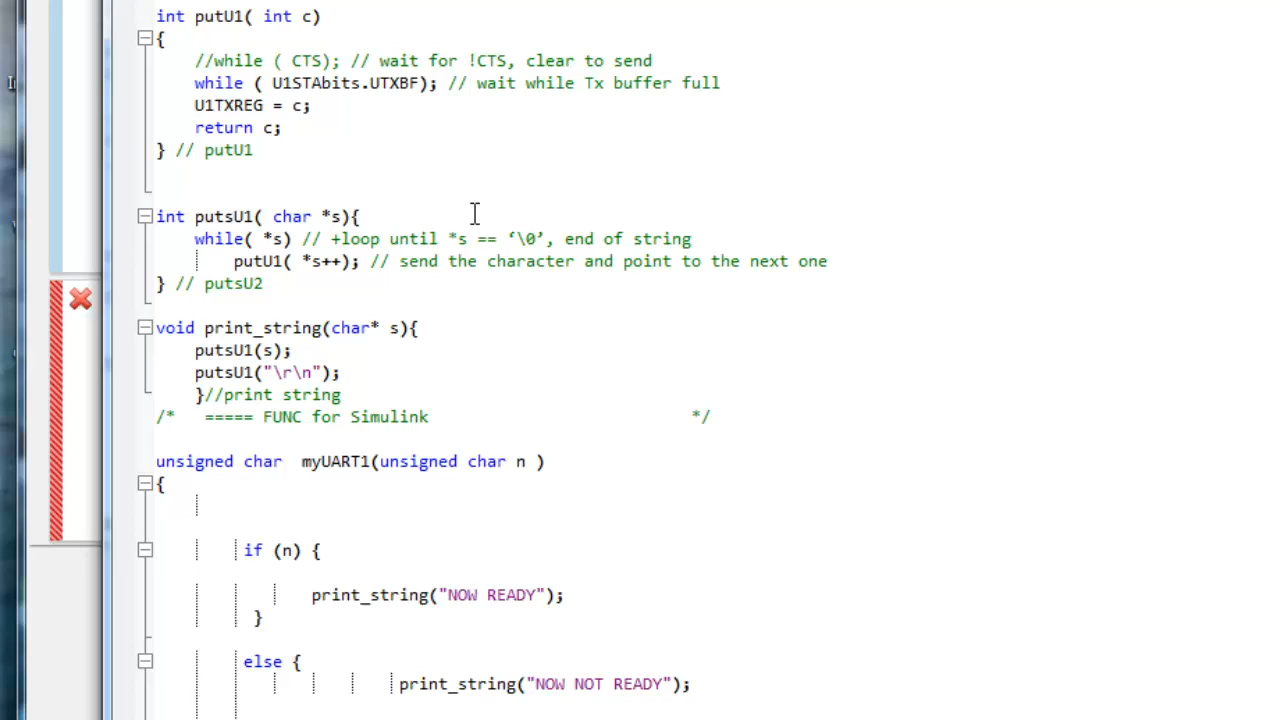 int putU1( int c)
{
//while ( CTS); // wait for !CTS, clear to send
while ( U1STAbits.UTXBF); // wait while Tx buffer full
U1TXREG = c;
return c;
} // putU1
int putsU1( char *s){
while( *s) // +loop until *s == ‘\0’, end of string
putU1( *s++); // send the character and point to the next one
} // putsU2
void print_string(char* s){
putsU1(s);
putsU1("\r\n");
}//print string
/* ===== FUNC for Simulink */
unsigned char myUART1(unsigned char n )
{
if (n) {
print_string("NOW READY");
}
else {
print_string("NOW NOT READY");